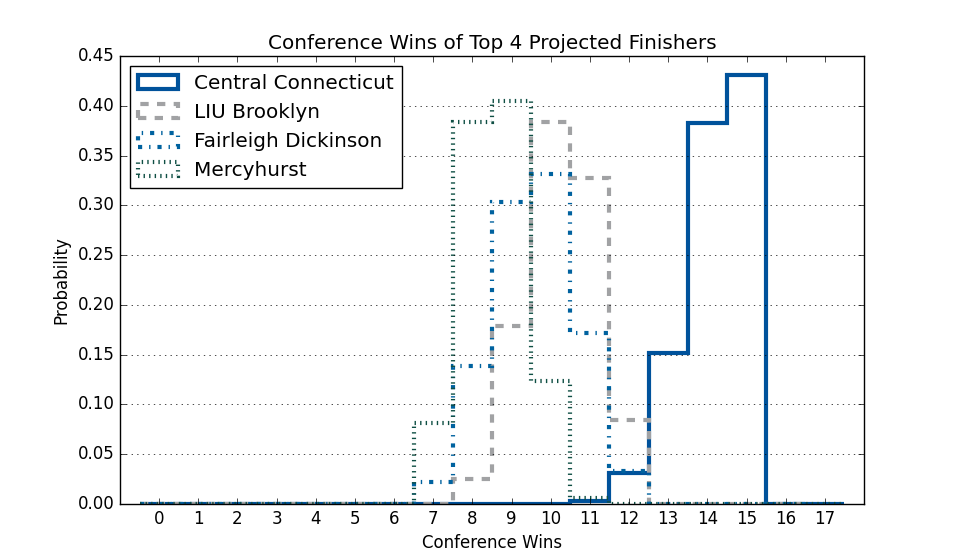 Conference Wins of Top 4 Projected Finishers
0.45
0.40
0.35
0.30
0.25
0.20
0.15
0.10
0.05
0.00
Probability
Central Connecticut
LIU Brooklyn
Fairleigh Dickinson
Mercyhurst
0 1 2 3 4 5 6 7 8 9 10 11 12 13 14 15 16 17
Conference Wins